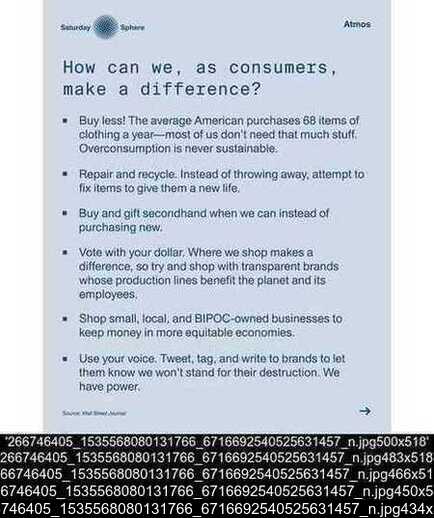 Saturday Sphere
Atmos
How can we, as consumers,
make a difference?
▪ Buy less! The average American purchases 68 items of
clothing a year—most of us don't need that much stuff.
Overconsumption is never sustainable.
▪ Repair and recycle. Instead of throwing away, attempt to
fix items to give them a new life.
▪ Buy and gift secondhand when we can instead of
purchasing new.
▪ Vote with your dollar. Where we shop makes a
difference, so try and shop with transparent brands
whose production lines benefit the planet and its
employees.
▪ Shop small, local, and BIPOC-owned businesses to
keep money in more equitable economies.
▪ Use your voice. Tweet, tag, and write to brands to let
them know we won't stand for their destruction. We
have power.
Source: Wall Street Journal
→
'266746405_1535568080131766_6716692540525631457_n.jpg500x518'
266746405_1535568080131766_6716692540525631457_n.jpg483x518
66746405_1535568080131766_6716692540525631457_n.jpg466x51
6746405_1535568080131766_6716692540525631457_n.jpg450x5
746405_1535568080131766_6716692540525631457_n.jpg434x